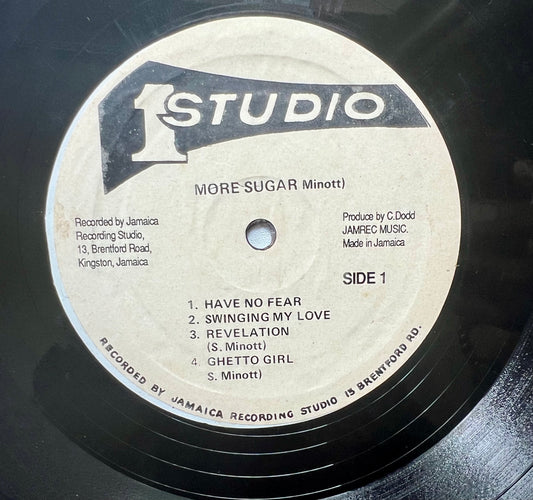 1 STUDIO
MORE SUGAR Minott)
Recorded by Jamaica
Recording Studio,
13, Brentford Road,
Kingston, Jamaica
Produce by C.Dodd
JAMREC MUSIC.
Made in Jamaica
SIDE 1
1. HAVE NO FEAR
2. SWINGING MY LOVE
3. REVELATION
(S. Minott)
4. GHETTO GIRL
S. Minott)
RECORDED BY JAMAICA RECORDING STUDIO 13 BRENTFORD RD.